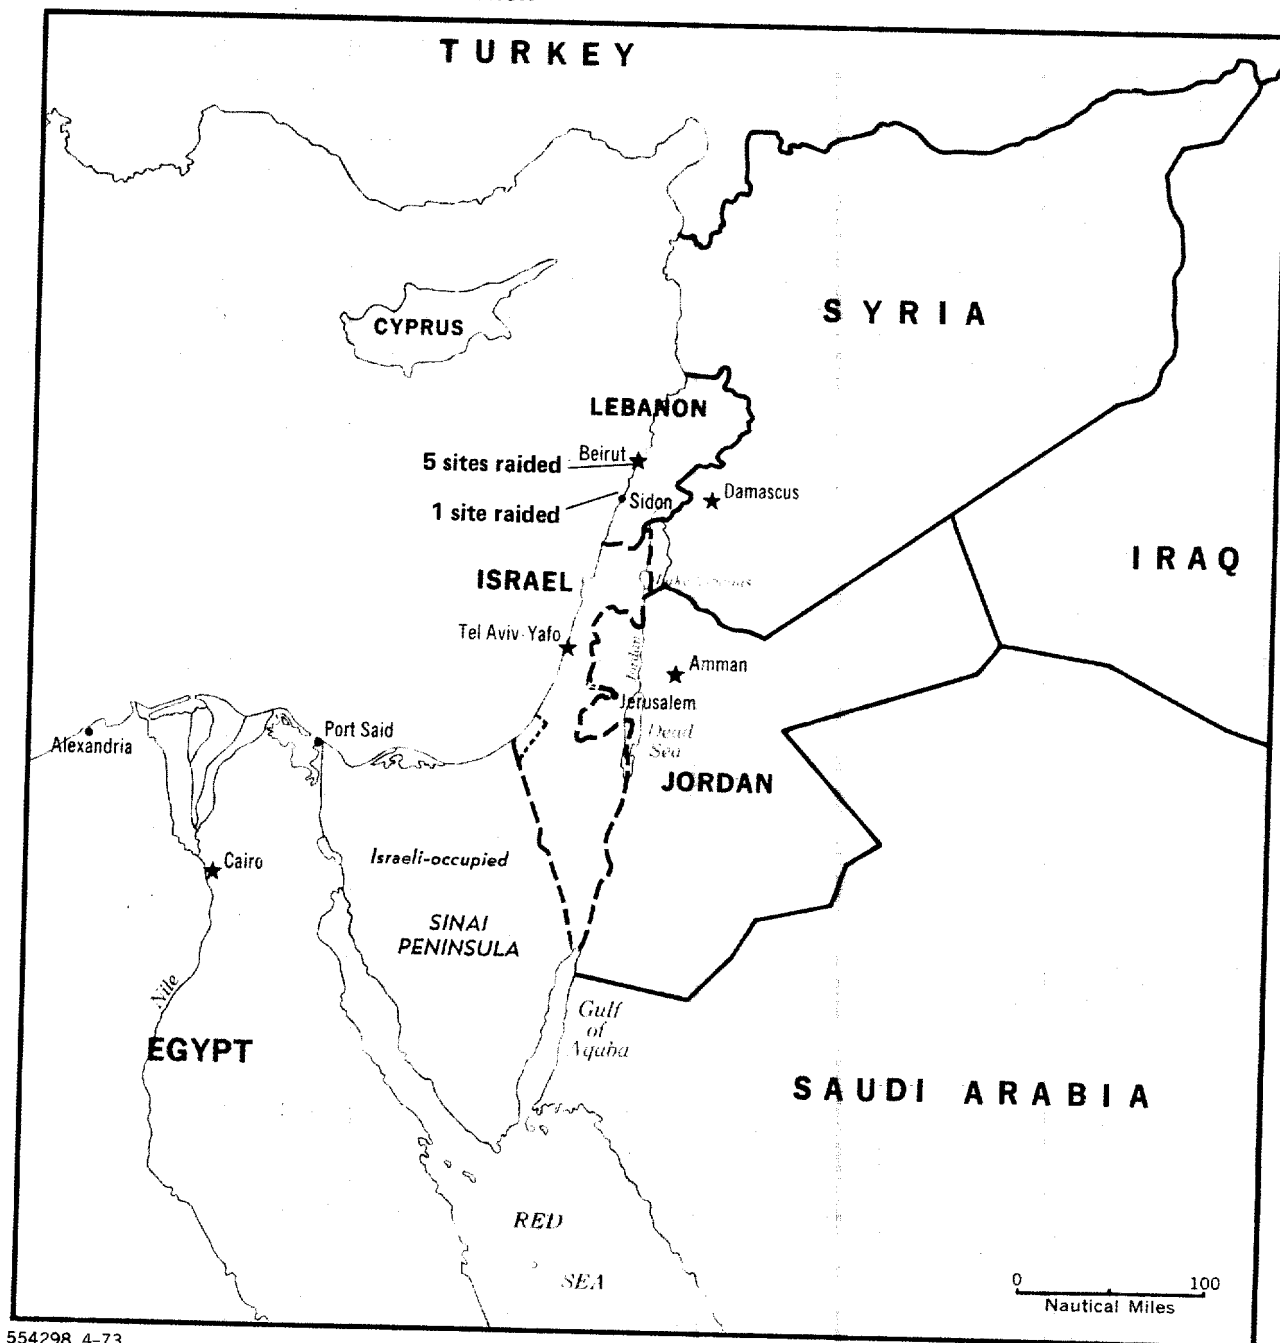 TURKEY
SYRIA
CYPRUS
LEBANON
Beirut
5 sites raided
Damascus
Sidon
1 site raided
IRAQ
ISRAEL
Lake
Tel Aviv-Yafo
Jordan
Amman
Jerusalem
Port Said
Alexandria
Dead
Sea
JORDAN
Cairo
Israeli-occupied
SINAI
PENINSULA
Nile
Gulf
of
Aqaba
EGYPT
SAUDI ARABIA
RED
SEA
0 100
Nautical Miles
554298 4-73